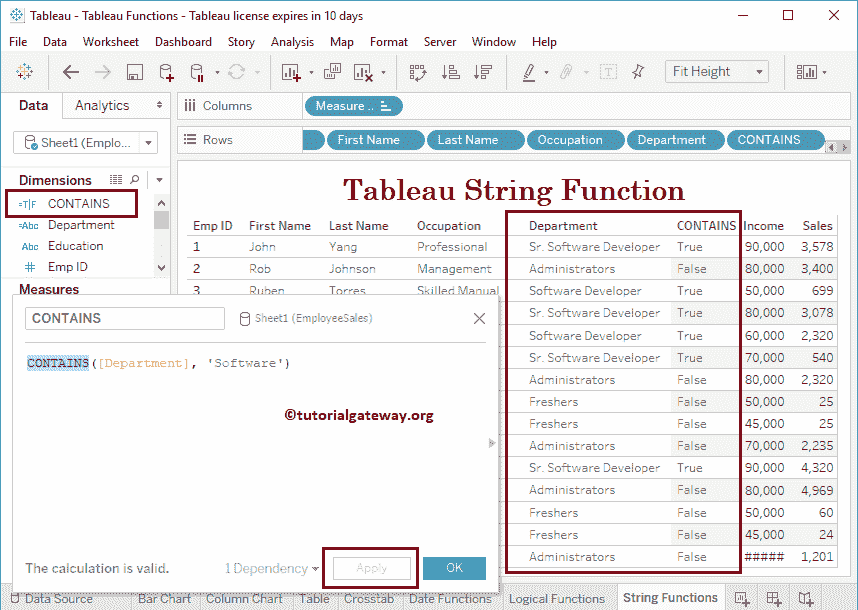 Tableau - Tableau Functions - Tableau license expires in 10 days
File Data Worksheet Dashboard Story Analysis Map Format Server Window Help
Fit Height
Data Analytics
Columns Measure ..
Sheet1 (Emplo...
Rows First Name Last Name Occupation Department CONTAINS
Dimensions
=T|F CONTAINS
=Abc Department
Abc Education
# Emp ID
Measures
Tableau String Function
Emp ID First Name Last Name Occupation Department CONTAINS Income Sales
1 John Yang Professional Sr. Software Developer True 90,000 3,578
2 Rob Johnson Management Administrators False 80,000 3,400
3 Ruben Torres Skilled Manual Software Developer True 50,000 699
Sr. Software Developer True 80,000 3,078
Software Developer True 60,000 2,320
Sr. Software Developer True 70,000 540
Administrators False 80,000 2,320
Freshers False 50,000 25
Freshers False 45,000 25
Administrators False 70,000 2,235
Sr. Software Developer True 90,000 4,320
Administrators False 80,000 4,969
Freshers False 50,000 60
Freshers False 45,000 24
Administrators False ##### 1,201
CONTAINS Sheet1 (EmployeeSales)
CONTAINS([Department], 'Software')
©tutorialgateway.org
The calculation is valid. 1 Dependency Apply OK
Data Source Bar Chart Column Chart Table Crosstab Date Functions Logical Functions String Functions